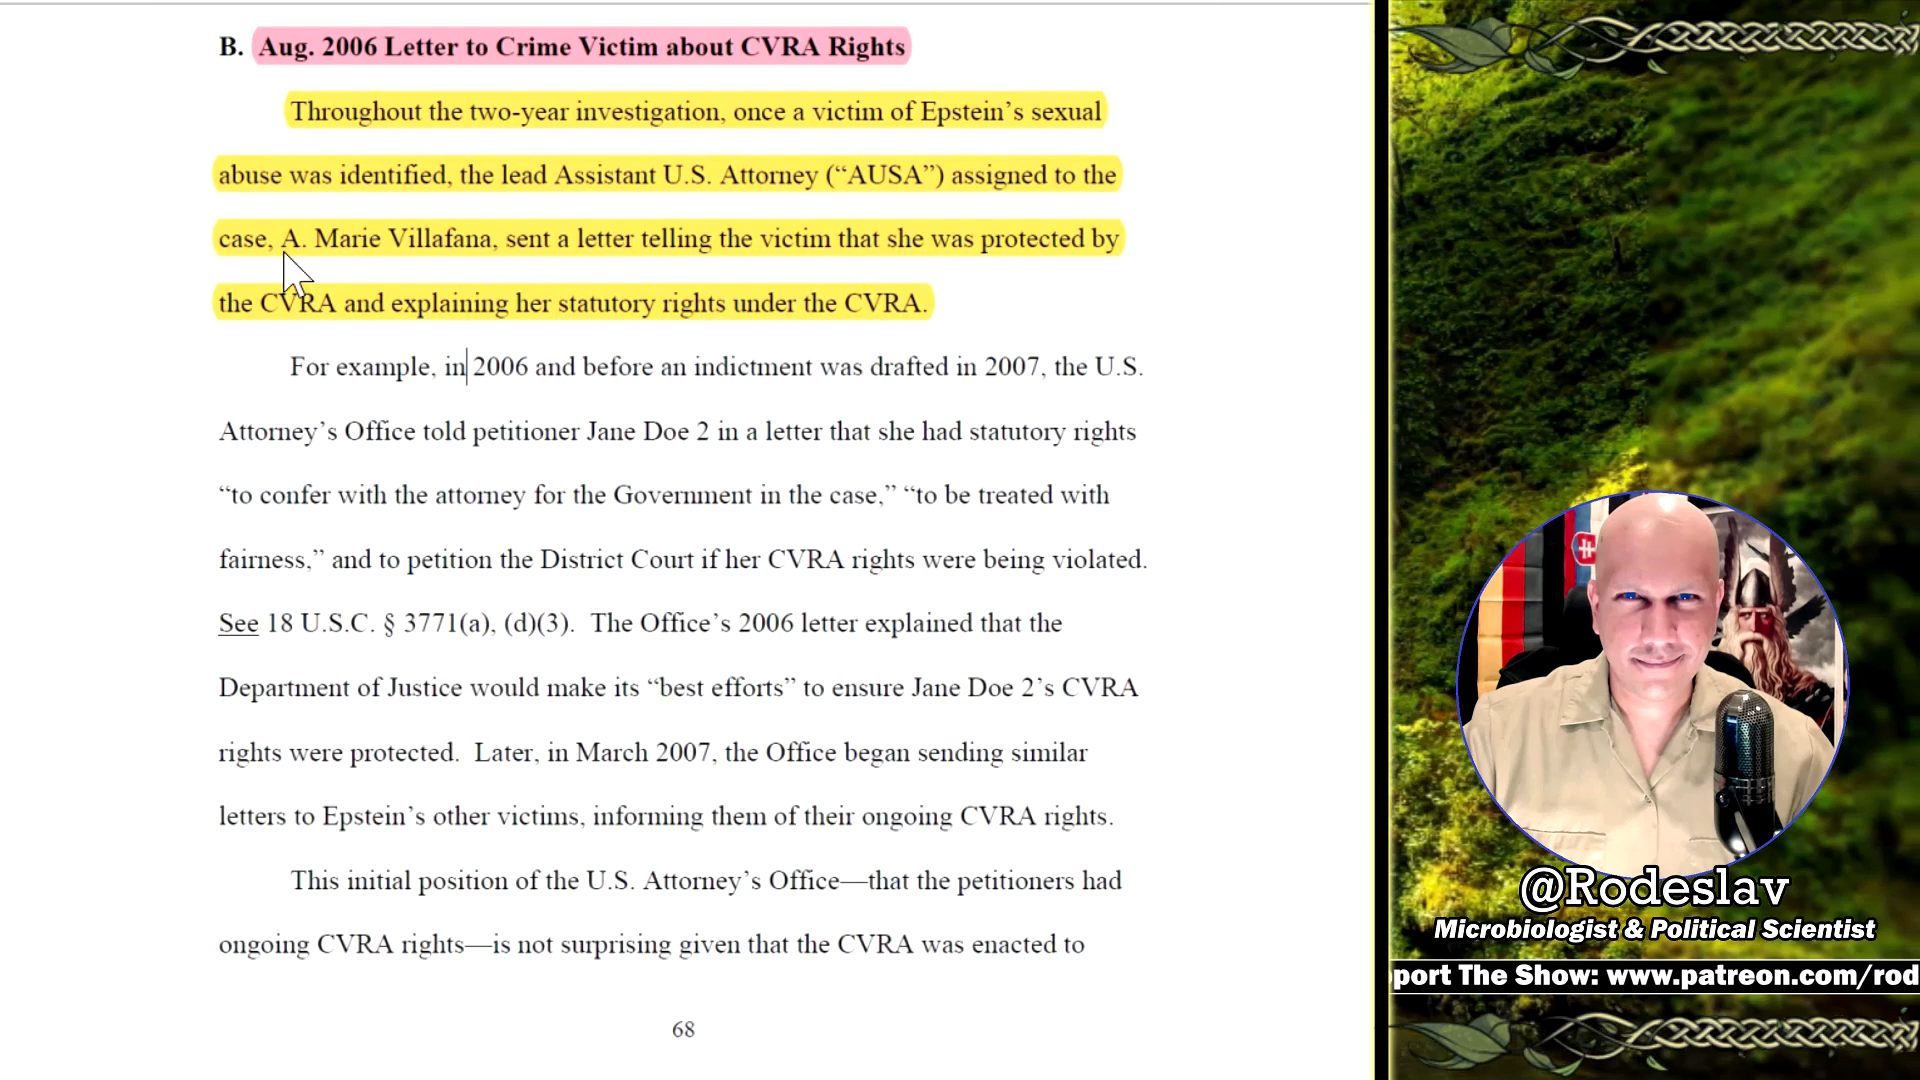 B. Aug. 2006 Letter to Crime Victim about CVRA Rights
Throughout the two-year investigation, once a victim of Epstein’s sexual
abuse was identified, the lead Assistant U.S. Attorney (“AUSA”) assigned to the
case, A. Marie Villafana, sent a letter telling the victim that she was protected by
the CVRA and explaining her statutory rights under the CVRA.
For example, in 2006 and before an indictment was drafted in 2007, the U.S.
Attorney’s Office told petitioner Jane Doe 2 in a letter that she had statutory rights
“to confer with the attorney for the Government in the case,” “to be treated with
fairness,” and to petition the District Court if her CVRA rights were being violated.
See 18 U.S.C. § 3771(a), (d)(3).  The Office’s 2006 letter explained that the
Department of Justice would make its “best efforts” to ensure Jane Doe 2’s CVRA
rights were protected.  Later, in March 2007, the Office began sending similar
letters to Epstein’s other victims, informing them of their ongoing CVRA rights.
This initial position of the U.S. Attorney’s Office—that the petitioners had
ongoing CVRA rights—is not surprising given that the CVRA was enacted to
68
@Rodeslav
Microbiologist & Political Scientist
port The Show: www.patreon.com/rod